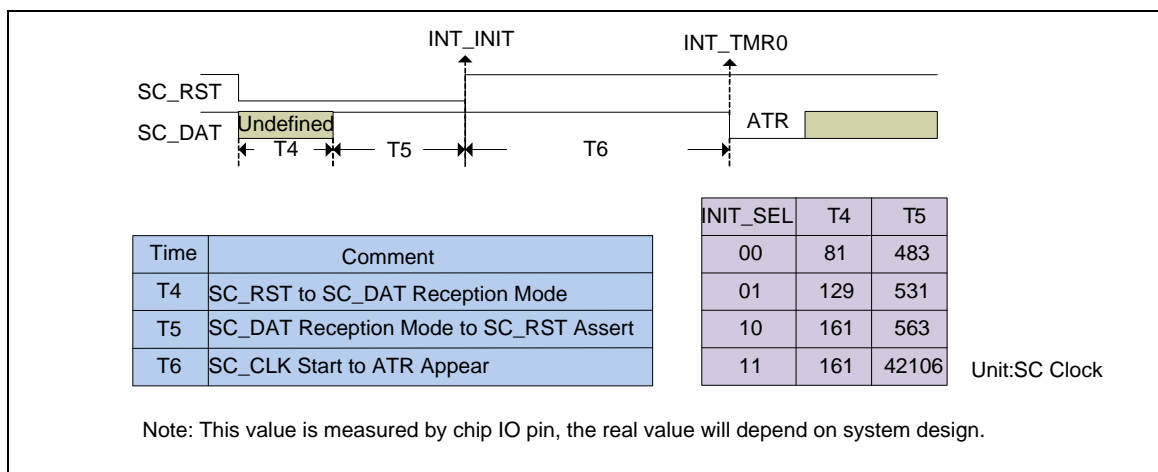 INT_INIT INT_TMR0
SC_RST
SC_DAT Undefined ATR
T4 T5 T6
Time Comment
T4 SC_RST to SC_DAT Reception Mode
T5 SC_DAT Reception Mode to SC_RST Assert
T6 SC_CLK Start to ATR Appear
INIT_SEL T4 T5
00 81 483
01 129 531
10 161 563
11 161 42106
Unit:SC Clock
Note: This value is measured by chip IO pin, the real value will depend on system design.